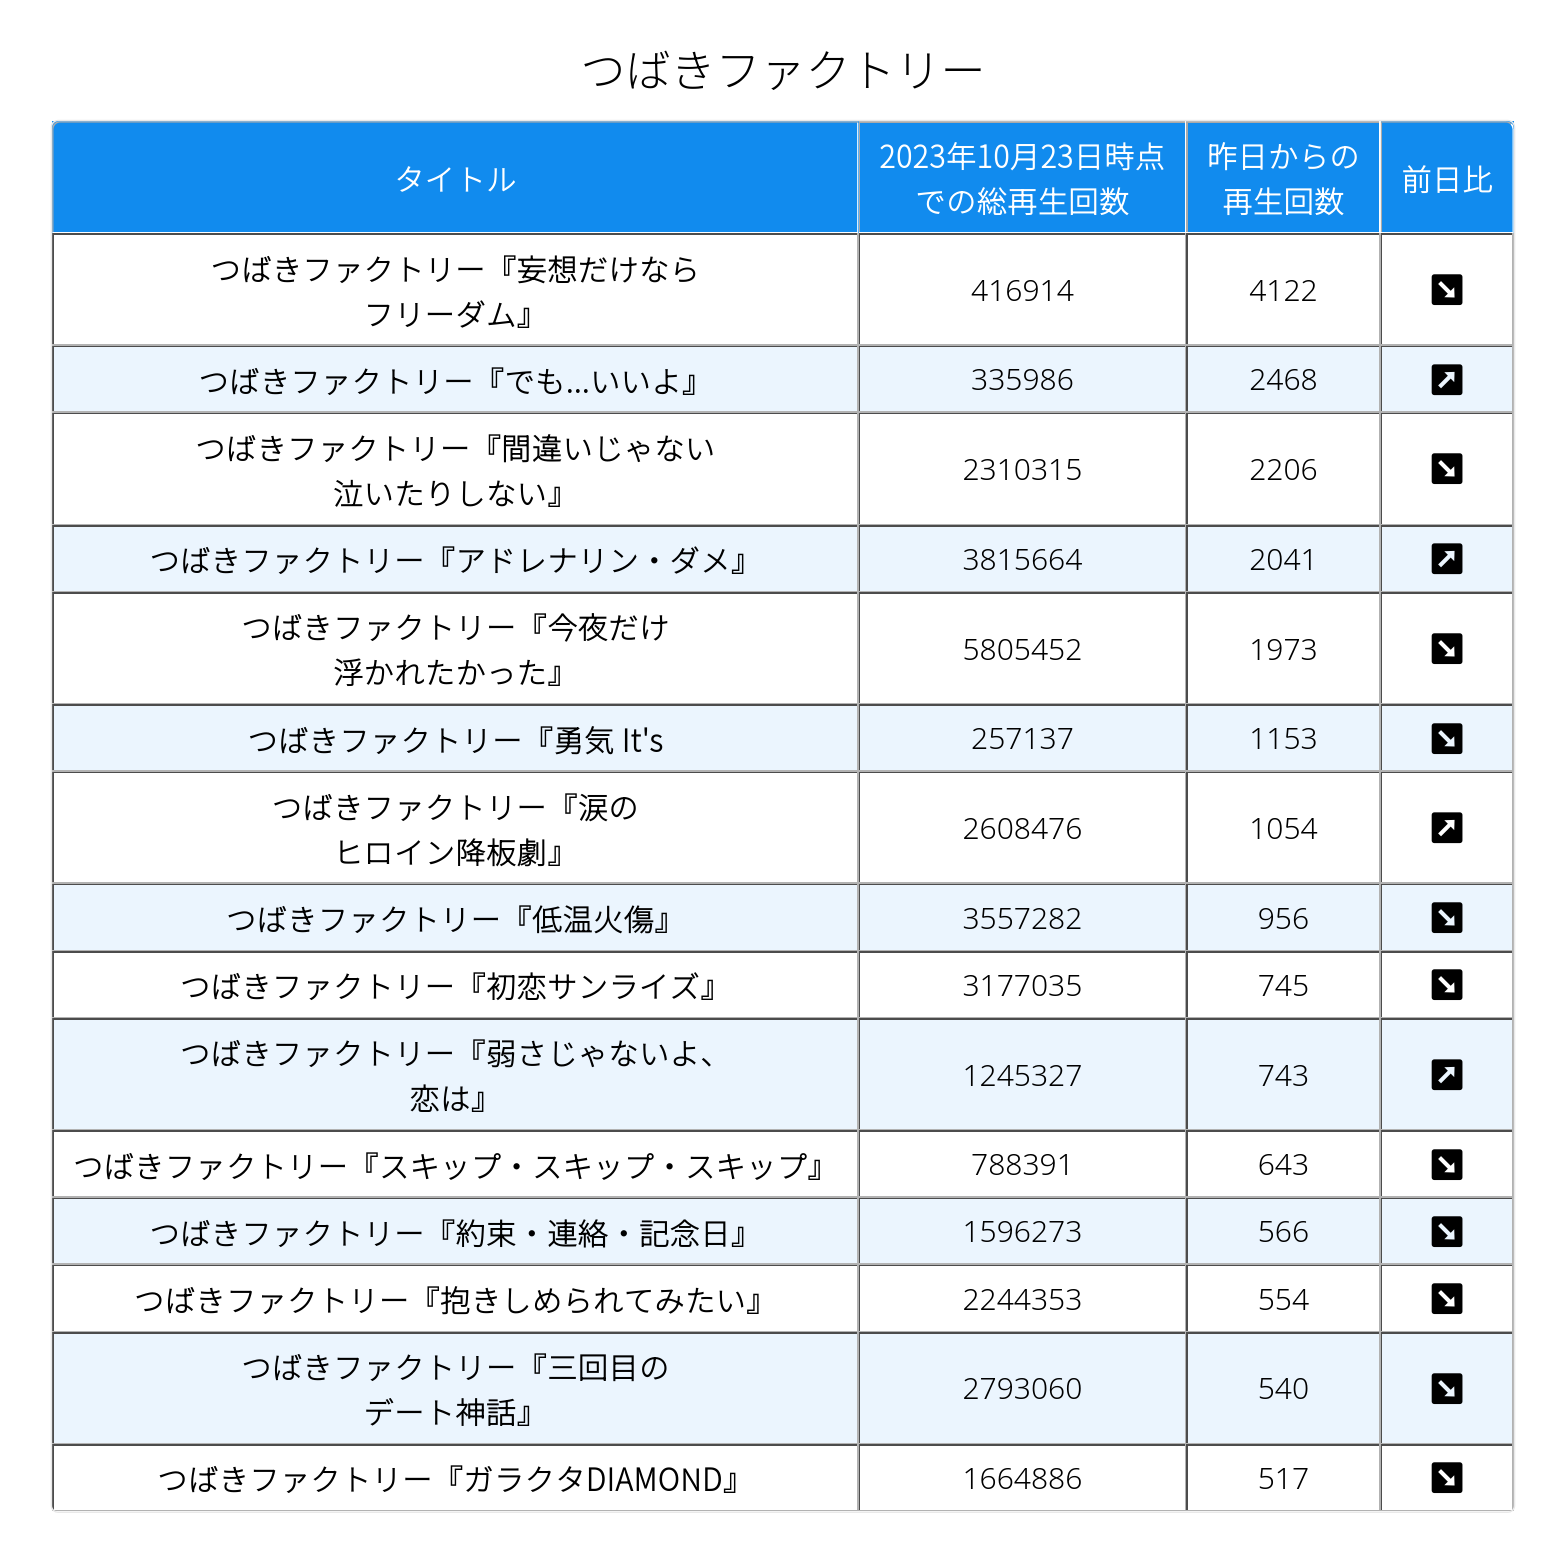 つばきファクトリー
タイトル
2023年10月23日時点
での総再生回数
昨日からの
再生回数
前日比
つばきファクトリー『妄想だけなら
フリーダム』
416914
4122
つばきファクトリー『でも...いいよ』
335986
2468
つばきファクトリー『間違いじゃない
泣いたりしない』
2310315
2206
つばきファクトリー『アドレナリン・ダメ』
3815664
2041
つばきファクトリー『今夜だけ
浮かれたかった』
5805452
1973
つばきファクトリー『勇気 It's
257137
1153
つばきファクトリー『涙の
ヒロイン降板劇』
2608476
1054
つばきファクトリー『低温火傷』
3557282
956
つばきファクトリー『初恋サンライズ』
3177035
745
つばきファクトリー『弱さじゃないよ、
恋は』
1245327
743
つばきファクトリー『スキップ・スキップ・スキップ』
788391
643
つばきファクトリー『約束・連絡・記念日』
1596273
566
つばきファクトリー『抱きしめられてみたい』
2244353
554
つばきファクトリー『三回目の
デート神話』
2793060
540
つばきファクトリー『ガラクタDIAMOND』
1664886
517